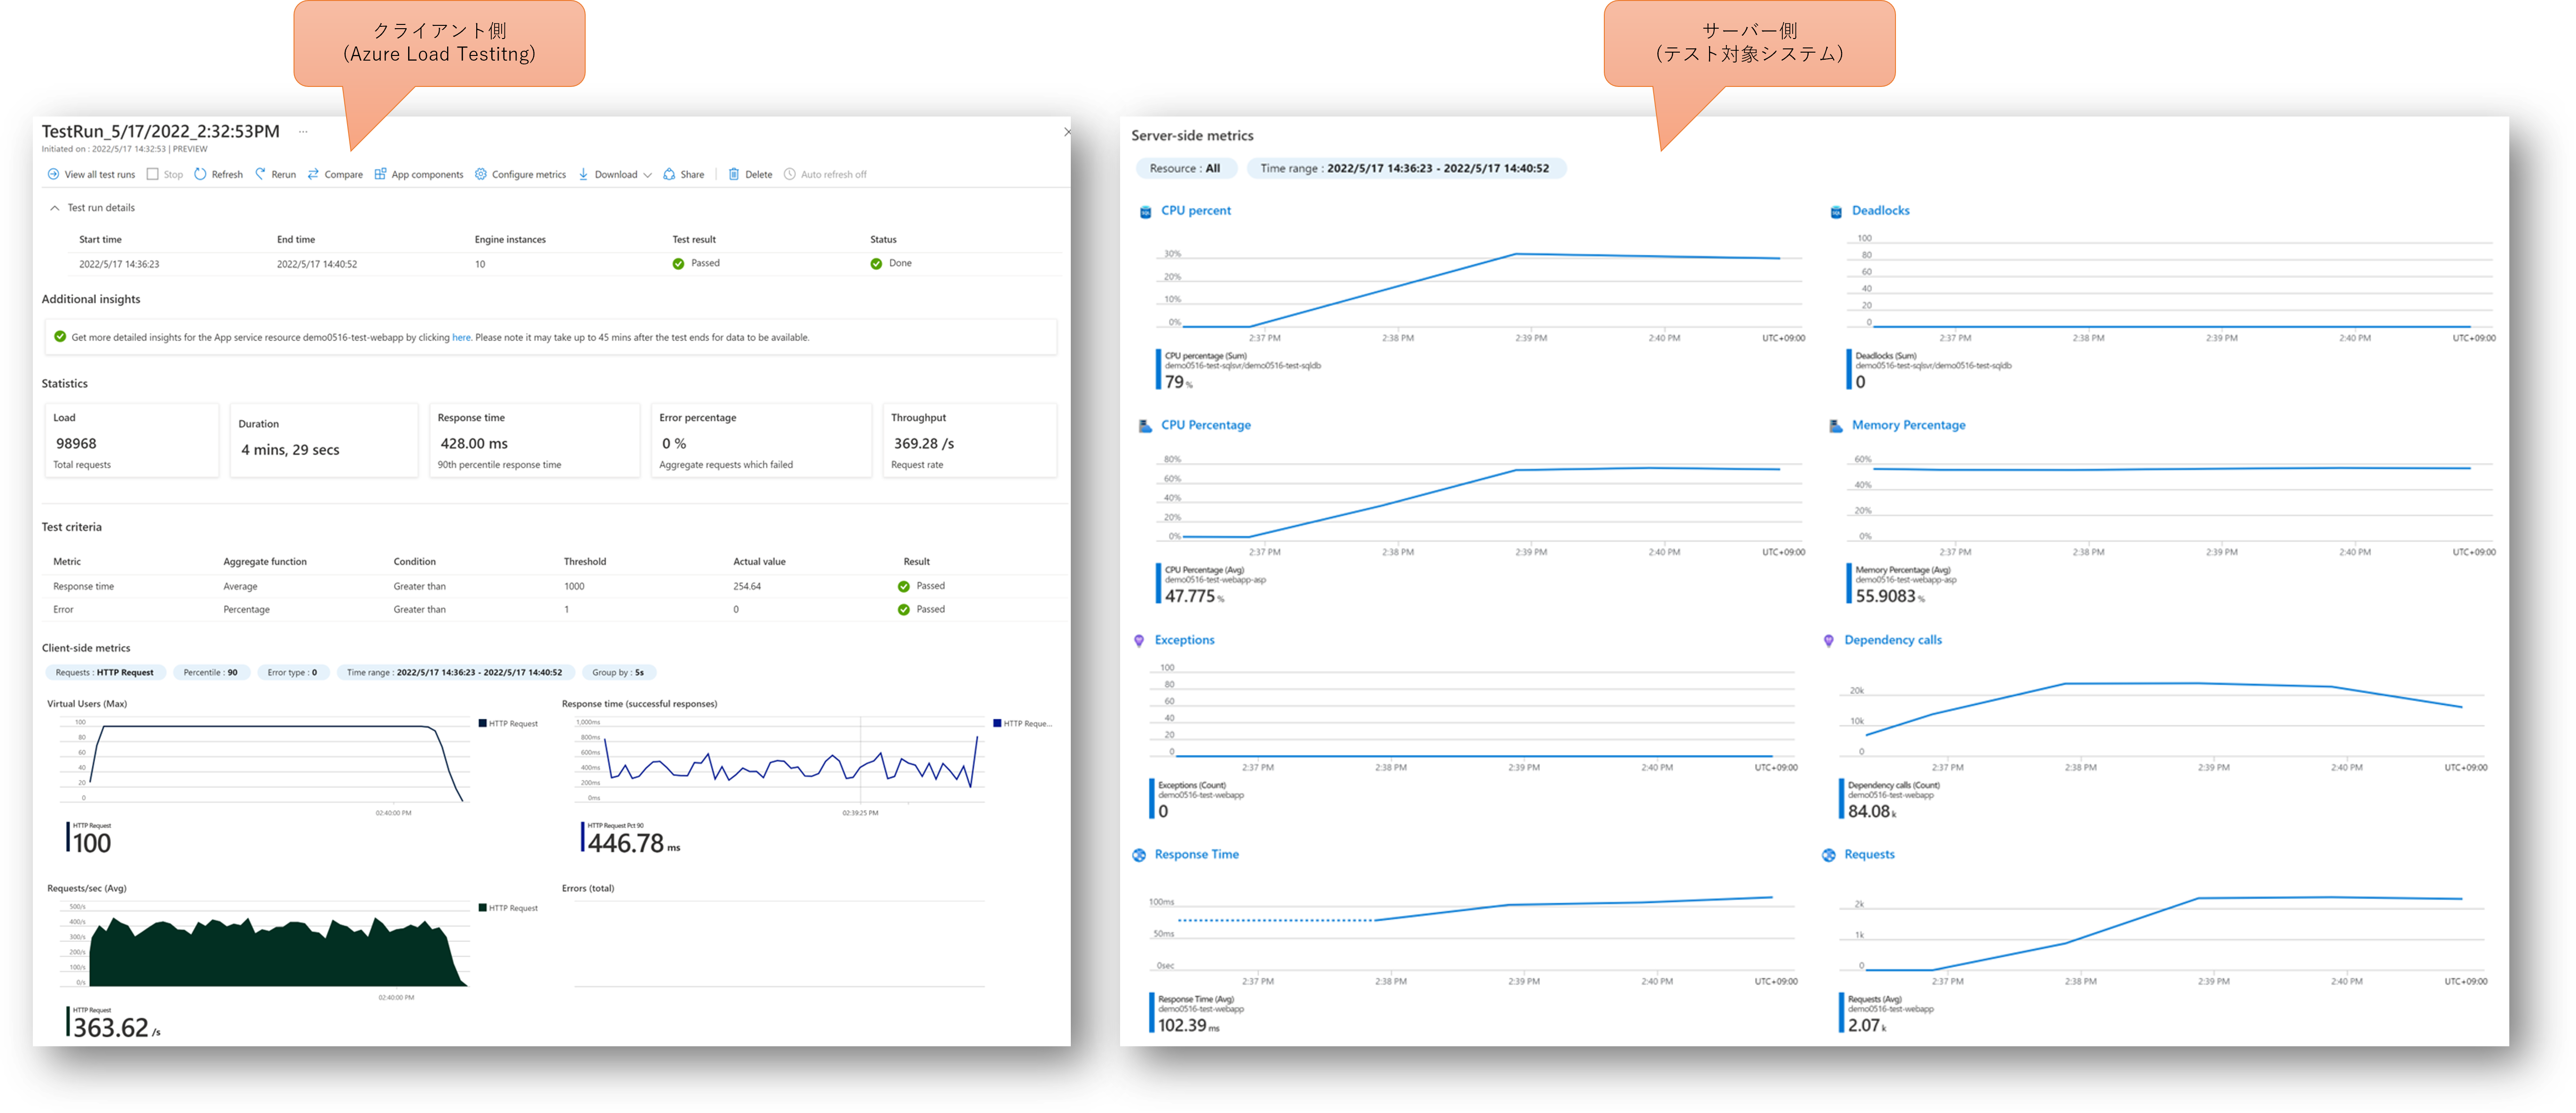 クライアント側
(Azure Load Testitng)
サーバー側
(テスト対象システム)
TestRun_5/17/2022_2:32:53PM ...
Initiated on : 2022/5/17 14:32:53 | PREVIEW
View all test runs Stop Refresh Rerun Compare App components Configure metrics Download Share Delete Auto refresh off
Test run details
Start time End time Engine instances Test result Status
2022/5/17 14:36:23 2022/5/17 14:40:52 10 Passed Done
Additional insights
Get more detailed insights for the App service resource demo0516-test-webapp by clicking here. Please note it may take up to 45 mins after the test ends for data to be available.
Statistics
Load
98968
Total requests
Duration
4 mins, 29 secs
Response time
428.00 ms
90th percentile response time
Error percentage
0 %
Aggregate requests which failed
Throughput
369.28 /s
Request rate
Test criteria
Metric Aggregate function Condition Threshold Actual value Result
Response time Average Greater than 1000 254.64 Passed
Error Percentage Greater than 1 0 Passed
Client-side metrics
Requests : HTTP Request Percentile : 90 Error type : 0 Time range : 2022/5/17 14:36:23 - 2022/5/17 14:40:52 Group by : 5s
Virtual Users (Max)
100
80
60
40
20
0
02:40:00 PM
HTTP Request
HTTP Request
100
Response time (successful responses)
1,000ms
800ms
600ms
400ms
200ms
0ms
02:39:25 PM
HTTP Reque...
HTTP Request Pct 90
446.78 ms
Requests/sec (Avg)
500/s
400/s
300/s
200/s
100/s
0/s
02:40:00 PM
HTTP Request
HTTP Request
363.62 /s
Errors (total)
Server-side metrics
Resource : All Time range : 2022/5/17 14:36:23 - 2022/5/17 14:40:52
CPU percent
30%
20%
10%
0%
2:37 PM 2:38 PM 2:39 PM 2:40 PM UTC+09:00
CPU percentage (Sum)
demo0516-test-sqlsvr/demo0516-test-sqldb
79 %
Deadlocks
100
80
60
40
20
0
2:37 PM 2:38 PM 2:39 PM 2:40 PM UTC+09:00
Deadlocks (Sum)
demo0516-test-sqlsvr/demo0516-test-sqldb
0
CPU Percentage
80%
60%
40%
20%
0%
2:37 PM 2:38 PM 2:39 PM 2:40 PM UTC+09:00
CPU Percentage (Avg)
demo0516-test-webapp-asp
47.775 %
Memory Percentage
60%
40%
20%
0%
2:37 PM 2:38 PM 2:39 PM 2:40 PM UTC+09:00
Memory Percentage (Avg)
demo0516-test-webapp-asp
55.9083 %
Exceptions
100
80
60
40
20
0
2:37 PM 2:38 PM 2:39 PM 2:40 PM UTC+09:00
Exceptions (Count)
demo0516-test-webapp
0
Dependency calls
20k
10k
0
2:37 PM 2:38 PM 2:39 PM 2:40 PM UTC+09:00
Dependency calls (Count)
demo0516-test-webapp
84.08 k
Response Time
100ms
50ms
0sec
2:37 PM 2:38 PM 2:39 PM 2:40 PM UTC+09:00
Response Time (Avg)
demo0516-test-webapp
102.39 ms
Requests
2k
1k
0
2:37 PM 2:38 PM 2:39 PM 2:40 PM UTC+09:00
Requests (Avg)
demo0516-test-webapp
2.07 k